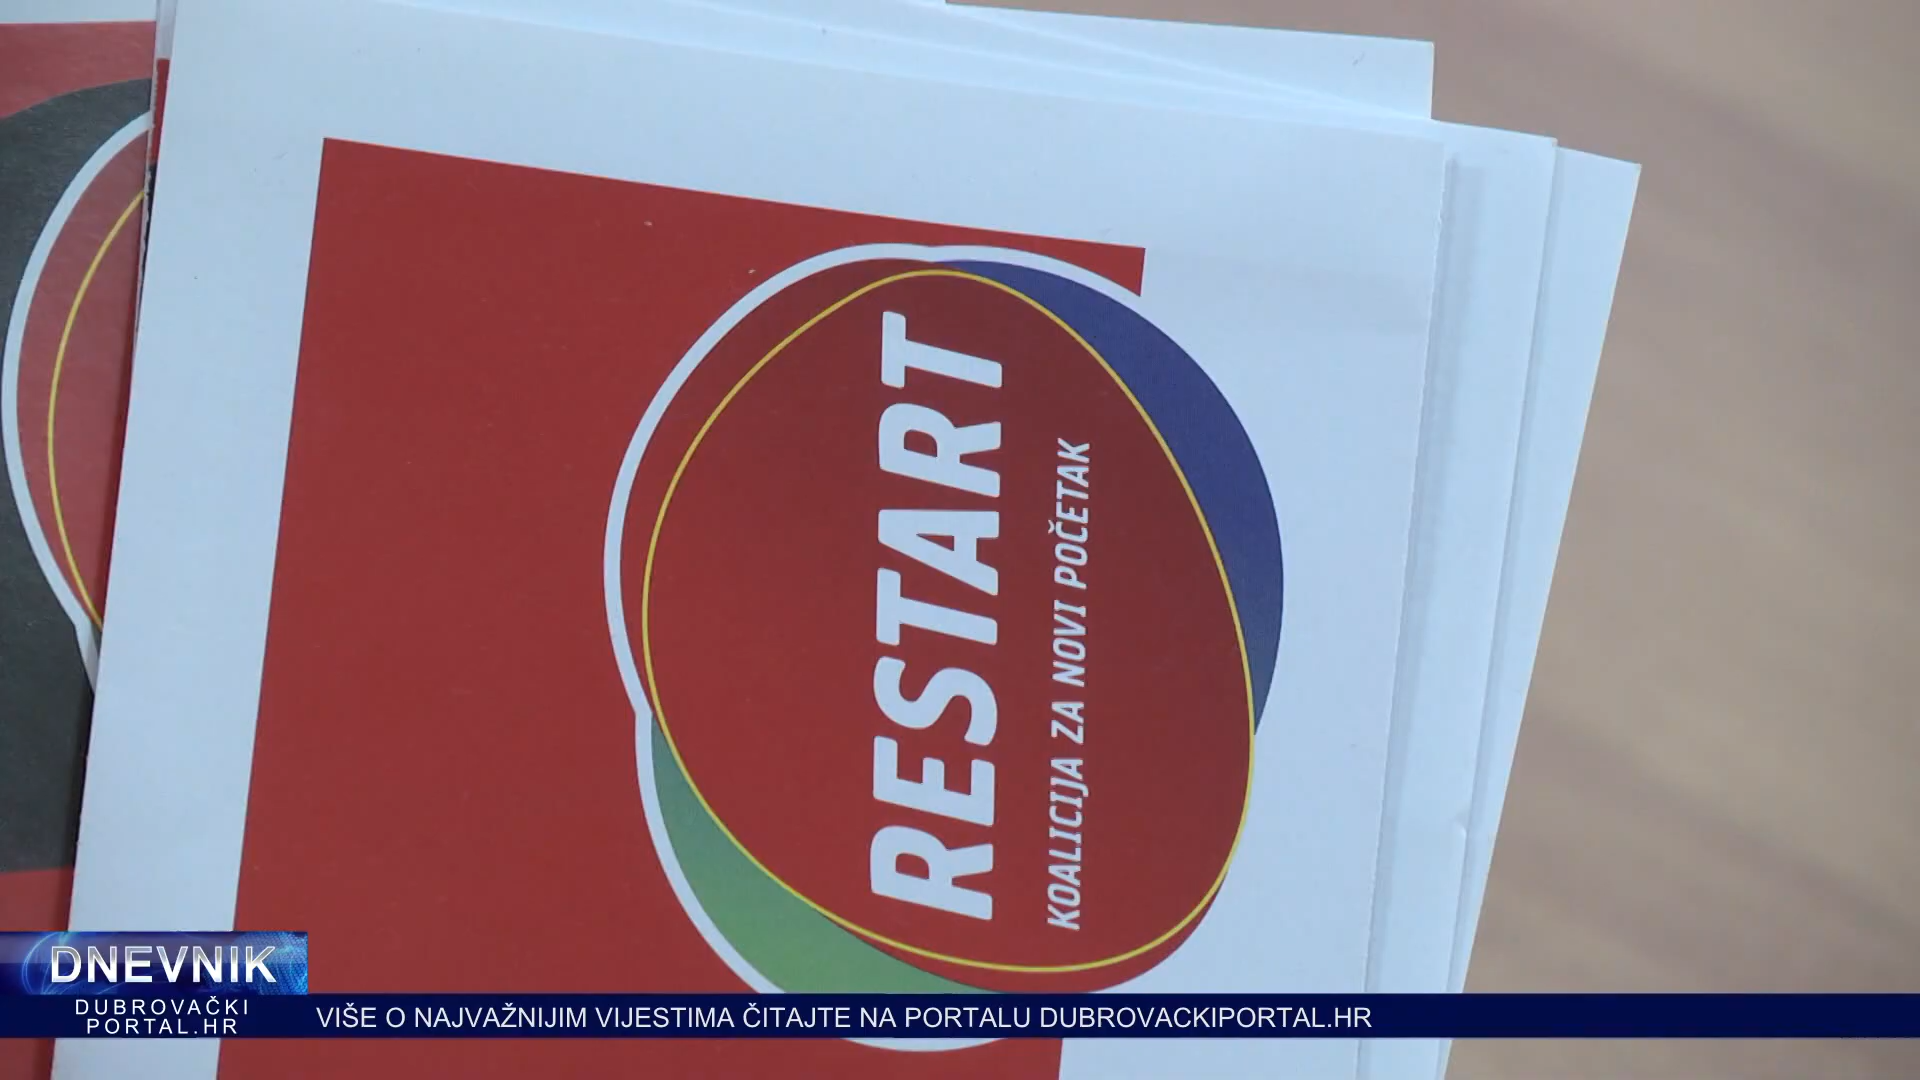 RESTART
KOALICIJA ZA NOVI POČETAK
DNEVNIK
DUBROVAČKI
PORTAL.HR
VIŠE O NAJVAŽNIJIM VIJESTIMA ČITAJTE NA PORTALU DUBROVACKIPORTAL.HR